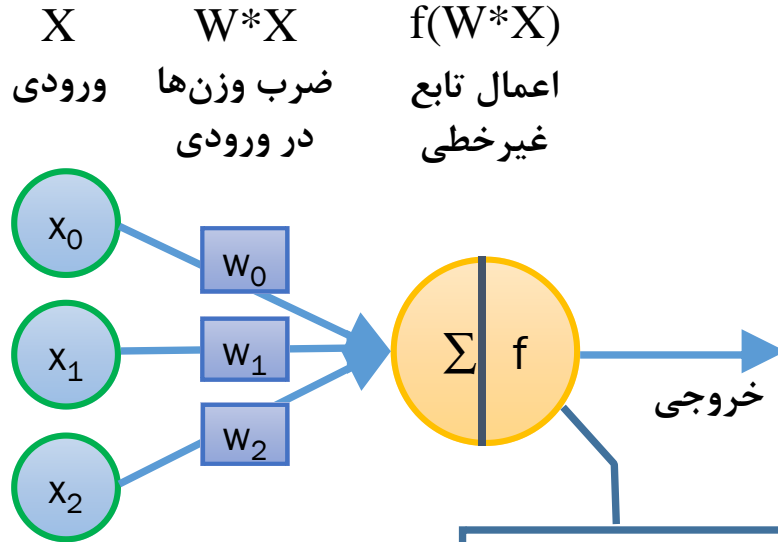 X
W*X
f(W*X)
ورودی
ضرب وزن‌ها
در ورودی
اعمال تابع
غیرخطی
x0
w0
x1
w1
Σ
f
خروجی
x2
w2